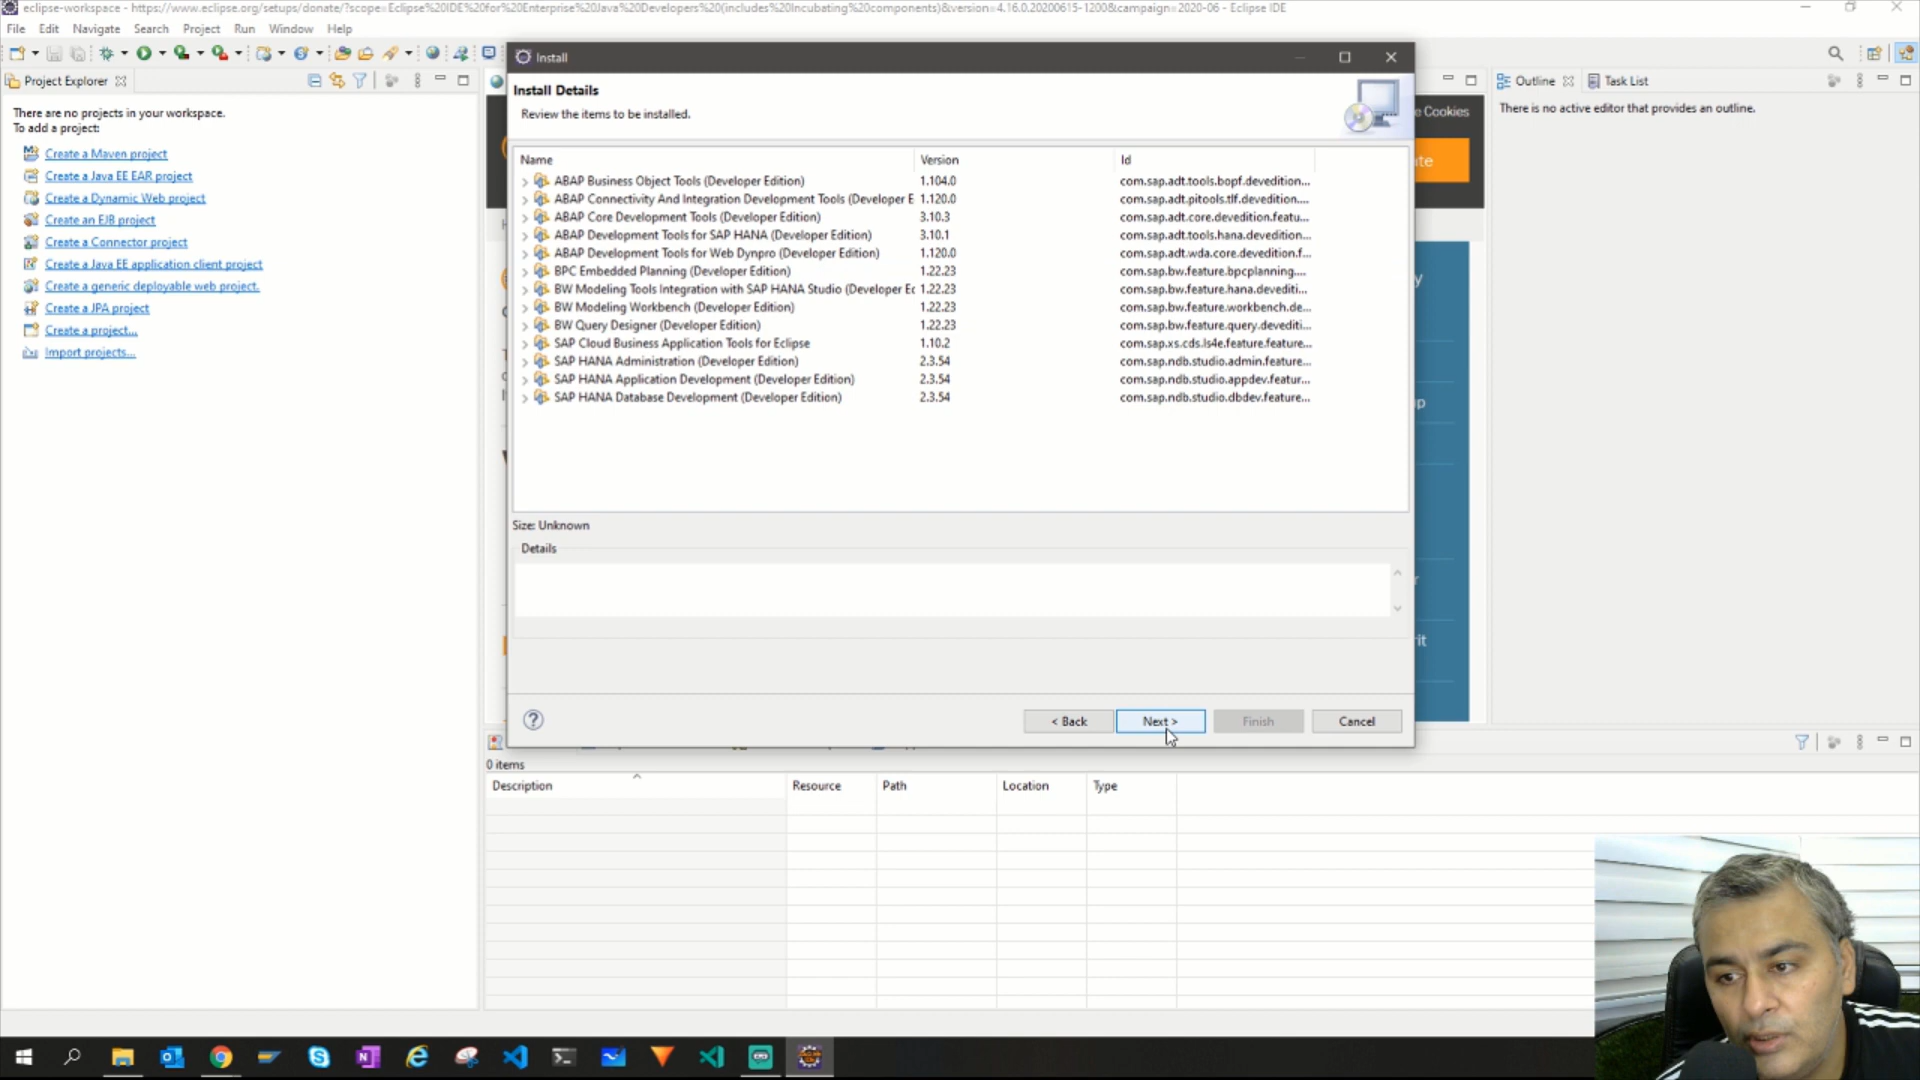 eclipse-workspace - https://www.eclipse.org/setups/donate/?scope=Eclipse%20IDE%20for%20Enterprise%20Java%20Developers%20(includes%20Incubating%20components)&version=4.16.0.20200615-1200&campaign=2020-06 - Eclipse IDE
File Edit Navigate Search Project Run Window Help
Project Explorer
There are no projects in your workspace.
To add a project:
Create a Maven project
Create a Java EE EAR project
Create a Dynamic Web project
Create an EJB project
Create a Connector project
Create a Java EE application client project
Create a generic deployable web project.
Create a JPA project
Create a project...
Import projects...
Install
Install Details
Review the items to be installed.
Name Version Id
ABAP Business Object Tools (Developer Edition) 1.104.0 com.sap.adt.tools.bopf.devedition...
ABAP Connectivity And Integration Development Tools (Developer E 1.120.0 com.sap.adt.pitools.tlf.devedition....
ABAP Core Development Tools (Developer Edition) 3.10.3 com.sap.adt.core.devedition.featu...
ABAP Development Tools for SAP HANA (Developer Edition) 3.10.1 com.sap.adt.tools.hana.devedition...
ABAP Development Tools for Web Dynpro (Developer Edition) 1.120.0 com.sap.adt.wda.core.devedition.f...
BPC Embedded Planning (Developer Edition) 1.22.23 com.sap.bw.feature.bpcplanning....
BW Modeling Tools Integration with SAP HANA Studio (Developer Ec 1.22.23 com.sap.bw.feature.hana.devediti...
BW Modeling Workbench (Developer Edition) 1.22.23 com.sap.bw.feature.workbench.de...
BW Query Designer (Developer Edition) 1.22.23 com.sap.bw.feature.query.devediti...
SAP Cloud Business Application Tools for Eclipse 1.10.2 com.sap.xs.cds.ls4e.feature.feature...
SAP HANA Administration (Developer Edition) 2.3.54 com.sap.ndb.studio.admin.feature...
SAP HANA Application Development (Developer Edition) 2.3.54 com.sap.ndb.studio.appdev.featur...
SAP HANA Database Development (Developer Edition) 2.3.54 com.sap.ndb.studio.dbdev.feature...
Size: Unknown
Details
< Back Next > Finish Cancel
e Cookies
te
Outline Task List
There is no active editor that provides an outline.
0 items
Description Resource Path Location Type